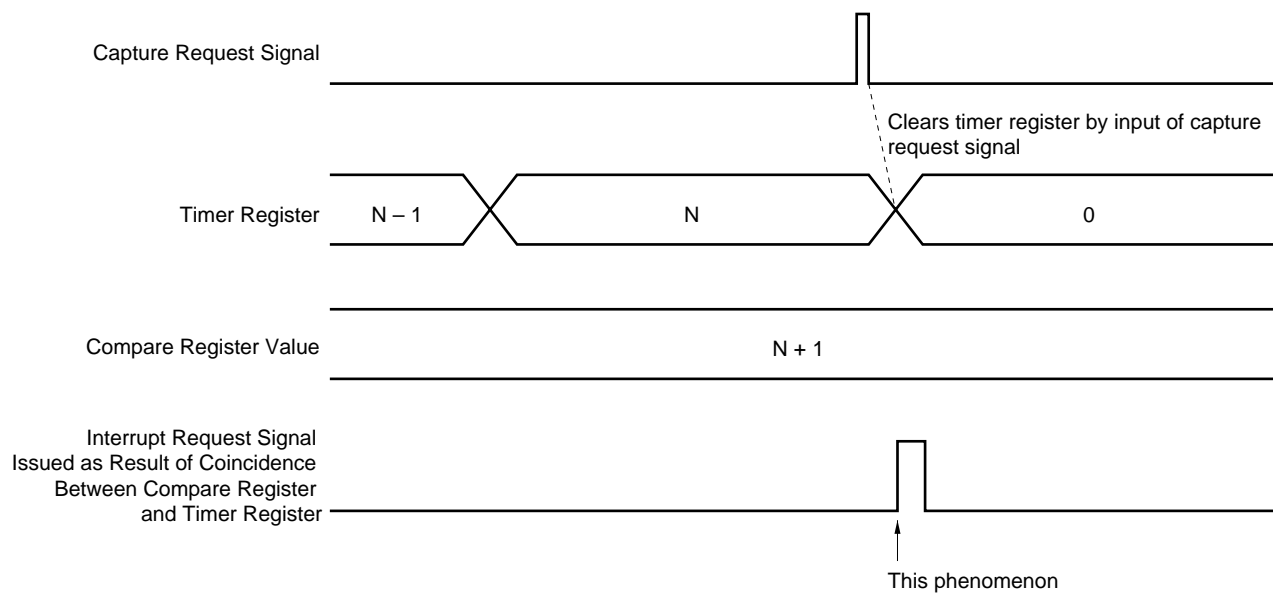 Capture Request Signal
Clears timer register by input of capture
request signal
Timer Register
N – 1
N
0
Compare Register Value
N + 1
Interrupt Request Signal
Issued as Result of Coincidence
Between Compare Register
and Timer Register
This phenomenon